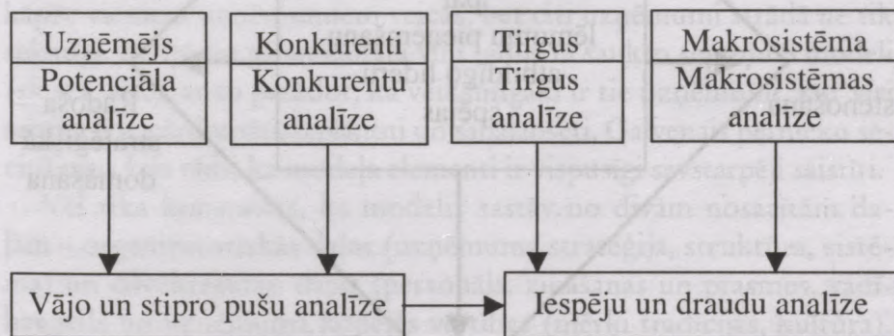 Uzņēmējs
Potenciāla
analīze
Konkurenti
Konkurentu
analīze
Tirgus
Tirgus
analīze
Makrosistēma
Makrosistēmas
analīze
Vājo un stipro pušu analīze
Iespēju un draudu analīze